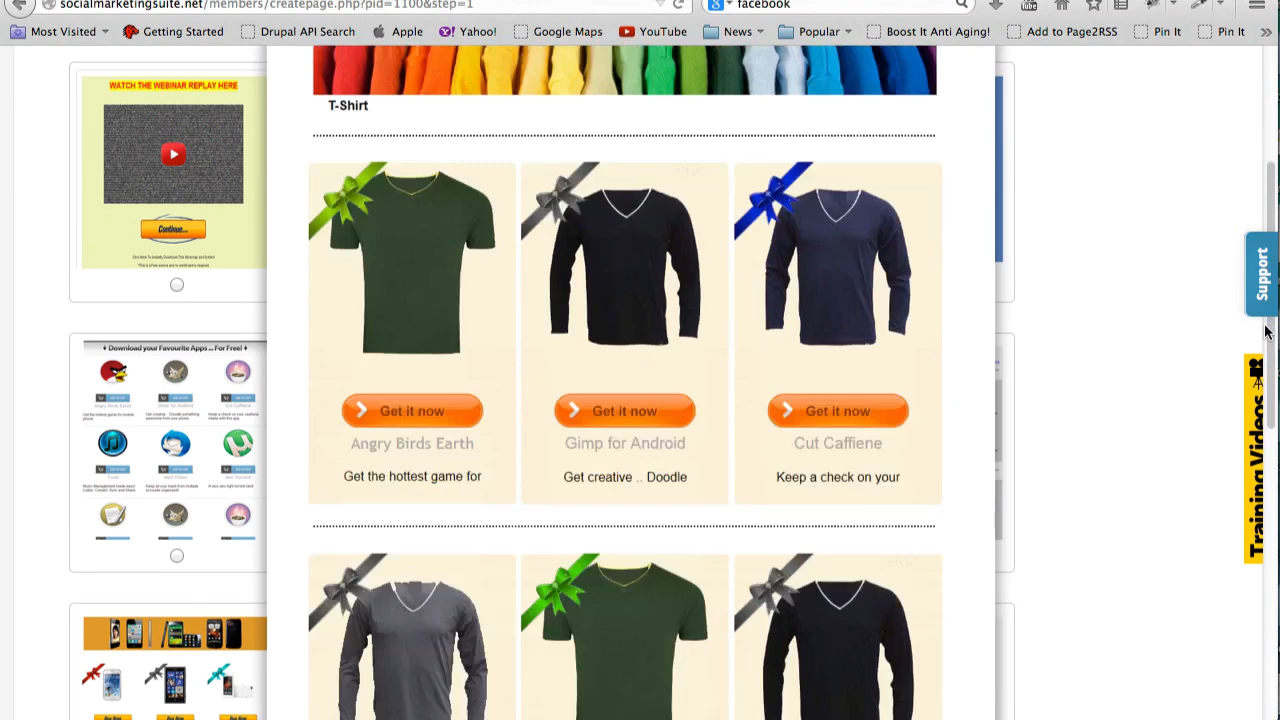 socialmarketingsuite.net/members/createpage.php?pid=1100&step=1
facebook
Most Visited
Getting Started
Drupal API Search
Apple
Yahoo!
Google Maps
YouTube
News
Popular
Boost It Anti Aging!
Add to Page2RSS
Pin It
Pin It
WATCH THE WEBINAR REPLAY HERE
Continue...
Download your Favourite Apps ... For Free!
T-Shirt
Get it now
Get it now
Get it now
Angry Birds Earth
Gimp for Android
Cut Caffiene
Get the hottest game for
Get creative .. Doodle
Keep a check on your
Support
Training Videos